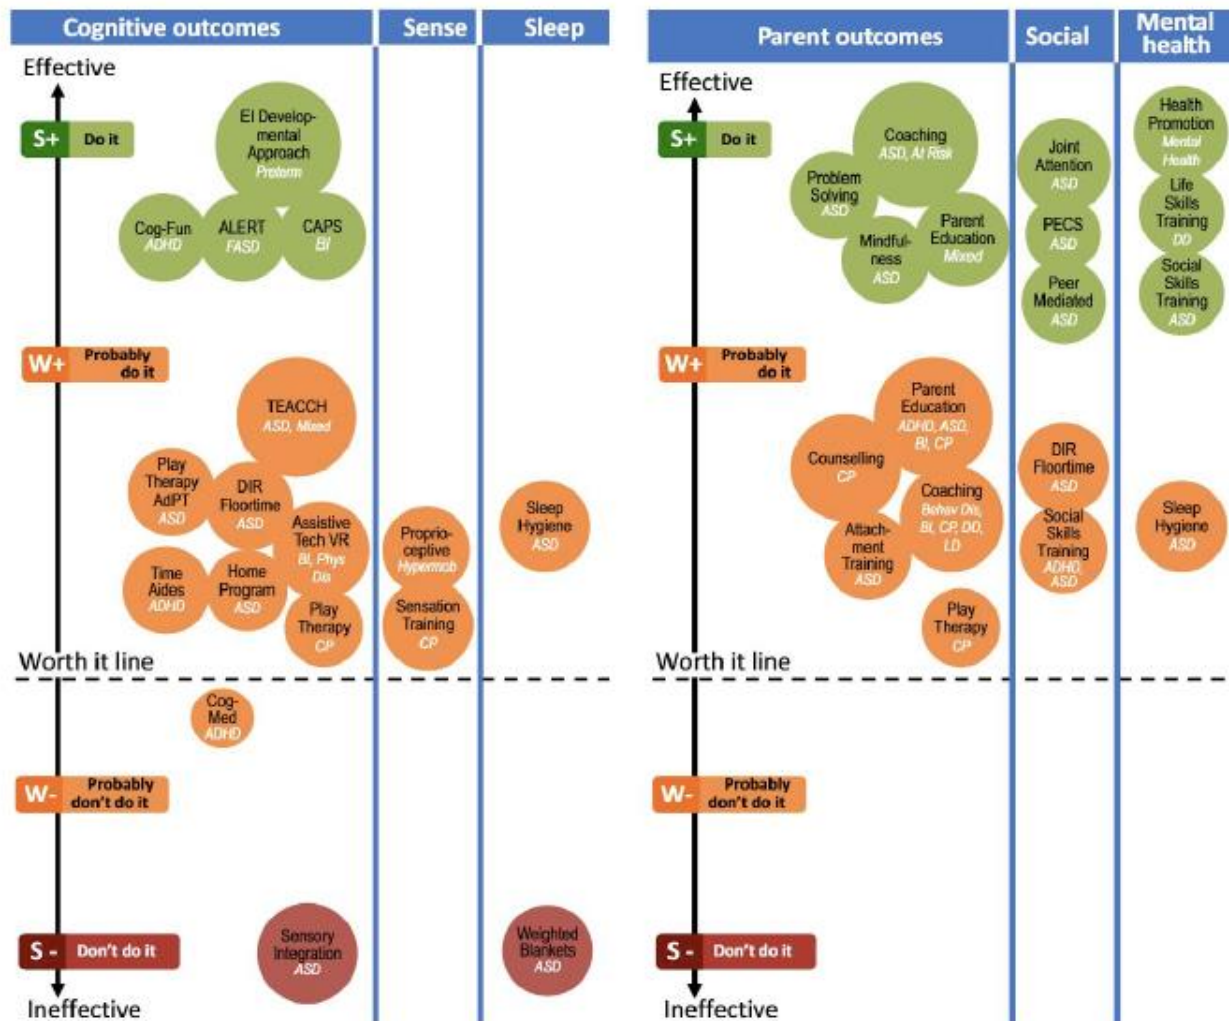 Cognitive outcomes
Sense
Sleep
Effective
S+ Do it
EI Develop-
mental
Approach
Preterm
Cog-Fun
ADHD
ALERT
FASD
CAPS
BI
W+ Probably
do it
TEACCH
ASD, Mixed
Play
Therapy
AdPT
ASD
DIR
Floortime
ASD
Assistive
Tech VR
BI, Phys
Dis
Time
Aides
ADHD
Home
Program
ASD
Play
Therapy
CP
Proprio-
ceptive
Hypermob
Sensation
Training
CP
Sleep
Hygiene
ASD
Worth it line
Cog-
Med
ADHD
W- Probably
don't do it
S - Don't do it
Sensory
Integration
ASD
Weighted
Blankets
ASD
Ineffective
Parent outcomes
Social
Mental
health
Effective
S+ Do it
Coaching
ASD, At Risk
Problem
Solving
ASD
Mindful-
ness
ASD
Parent
Education
Mixed
Joint
Attention
ASD
PECS
ASD
Peer
Mediated
ASD
Health
Promotion
Mental
Health
Life
Skills
Training
DD
Social
Skills
Training
ASD
W+ Probably
do it
Parent
Education
ADHD, ASD,
BI, CP
Counselling
CP
Coaching
Behav Dis,
BI, CP, DD,
LD
Attach-
ment
Training
ASD
Play
Therapy
CP
DIR
Floortime
ASD
Social
Skills
Training
ADHD,
ASD
Sleep
Hygiene
ASD
Worth it line
W- Probably
don't do it
S - Don't do it
Ineffective